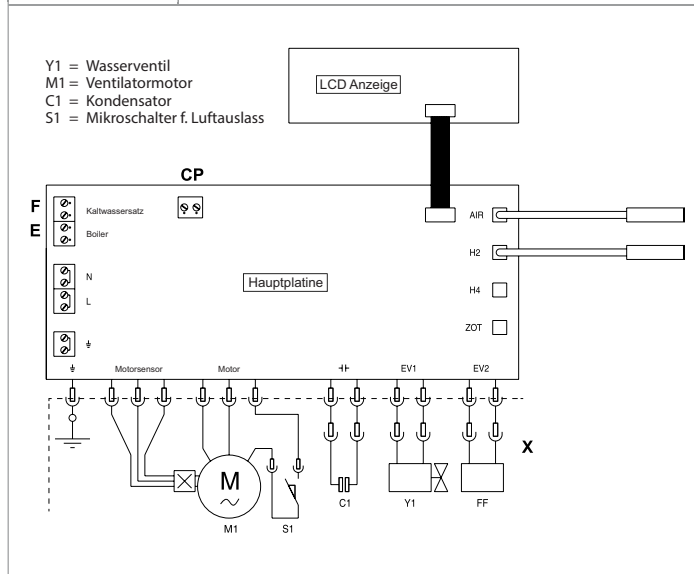 Y1 = Wasserventil
M1 = Ventilatormotor
C1 = Kondensator
S1 = Mikroschalter f. Luftauslass
LCD Anzeige
CP
F
Kaltwassersatz
E
Boiler
AIR
H2
N
L
Hauptplatine
H4
ZOT
Motorsensor
Motor
EV1
EV2
X
M
M1
S1
C1
Y1
FF